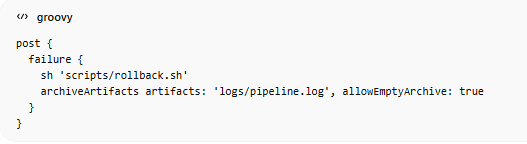 </> groovy
post {
  failure {
    sh 'scripts/rollback.sh'
    archiveArtifacts artifacts: 'logs/pipeline.log', allowEmptyArchive: true
  }
}